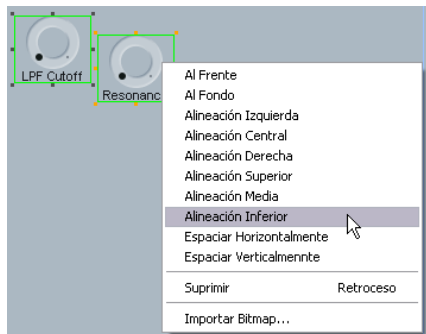 LPF Cutoff
Resonanc
Al Frente
Al Fondo
Alineación Izquierda
Alineación Central
Alineación Derecha
Alineación Superior
Alineación Media
Alineación Inferior
Espaciar Horizontalmente
Espaciar Verticalmennte
Suprimir Retroceso
Importar Bitmap...